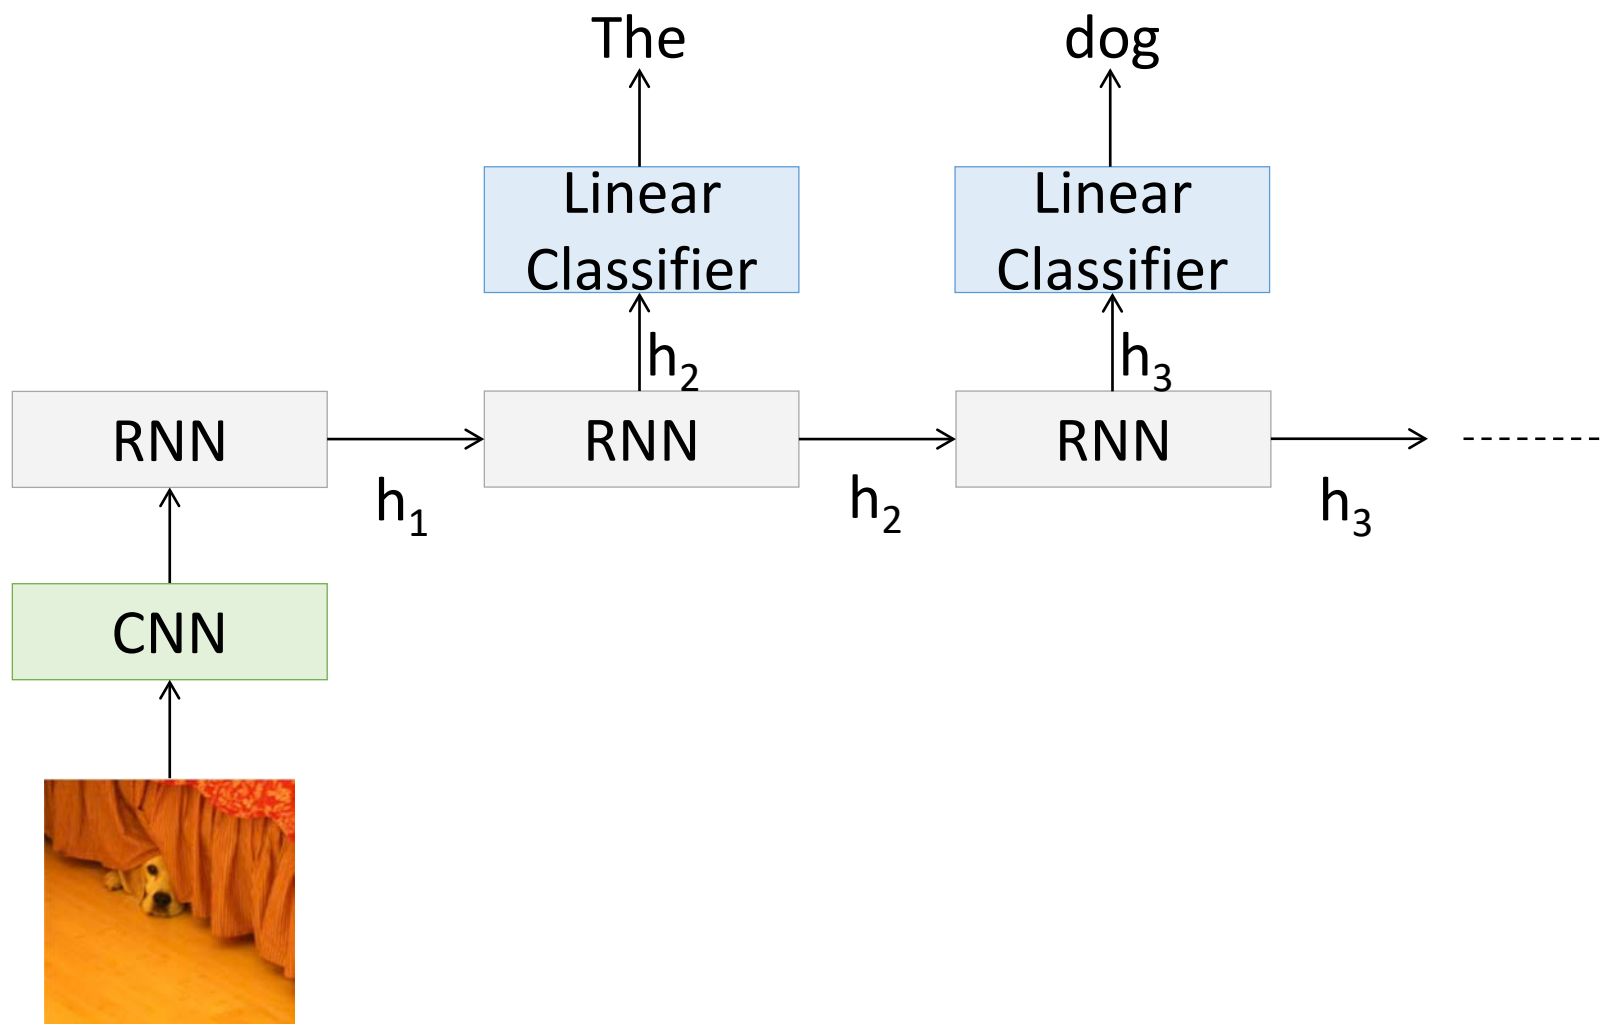 The
dog
Linear
Classifier
Linear
Classifier
h₂
h₃
RNN
RNN
RNN
h₁
h₂
h₃
CNN